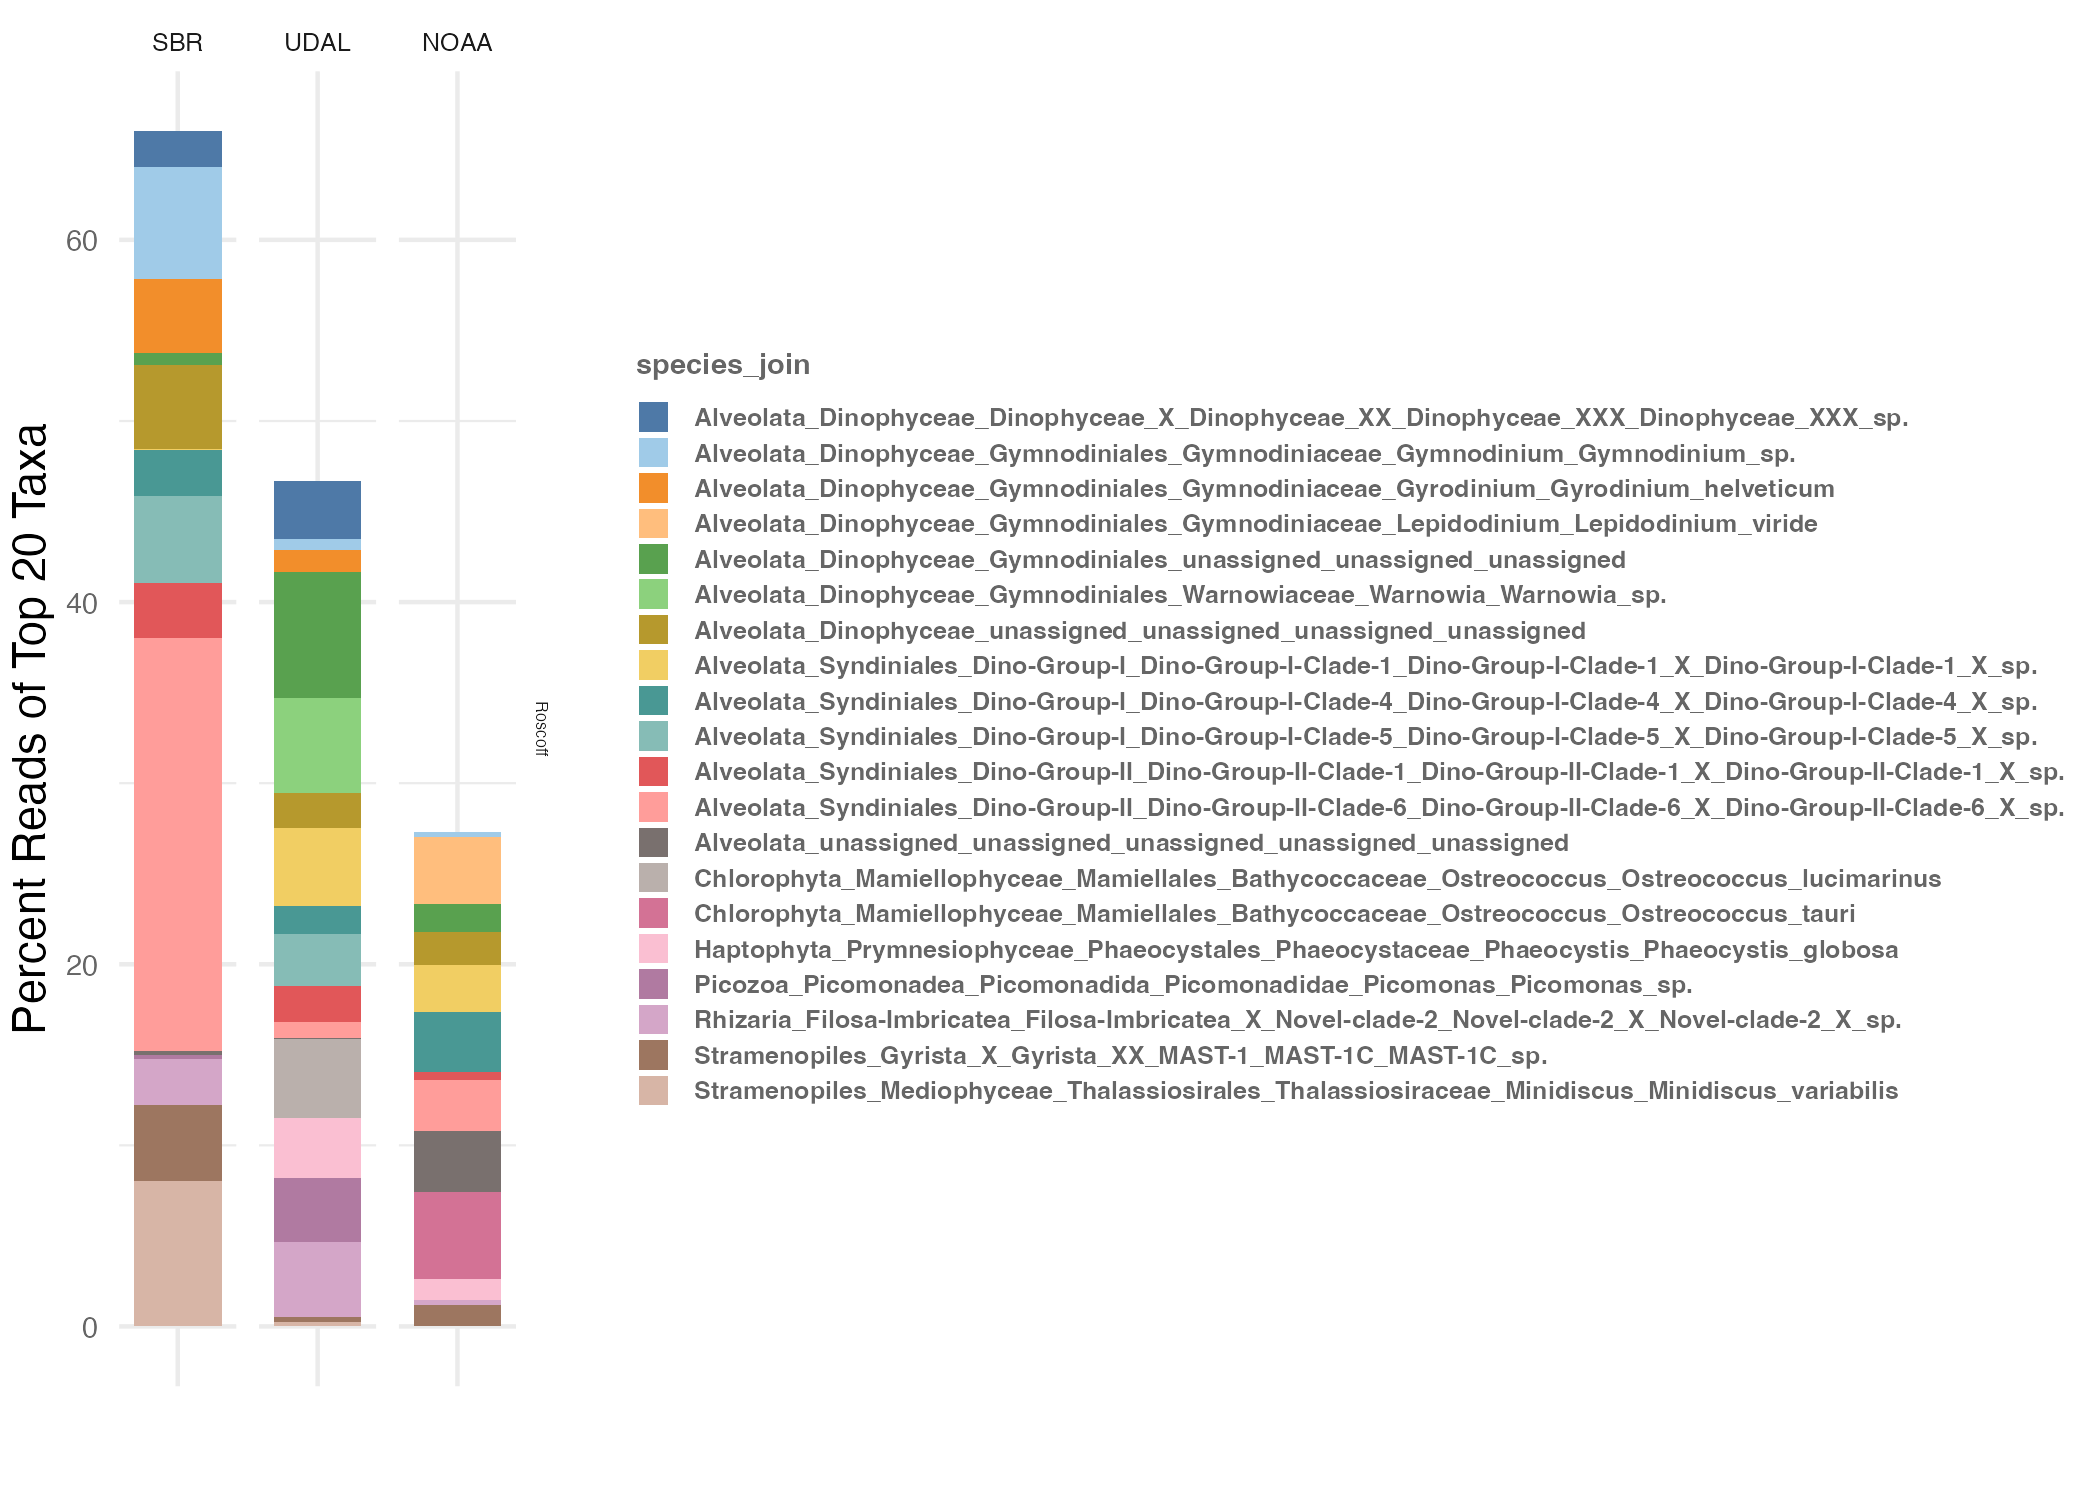 SBR UDAL NOAA
Percent Reads of Top 20 Taxa
60
40
20
0
Roscoff
species_join
Alveolata_Dinophyceae_Dinophyceae_X_Dinophyceae_XX_Dinophyceae_XXX_Dinophyceae_XXX_sp.
Alveolata_Dinophyceae_Gymnodiniales_Gymnodiniaceae_Gymnodinium_Gymnodinium_sp.
Alveolata_Dinophyceae_Gymnodiniales_Gymnodiniaceae_Gyrodinium_Gyrodinium_helveticum
Alveolata_Dinophyceae_Gymnodiniales_Gymnodiniaceae_Lepidodinium_Lepidodinium_viride
Alveolata_Dinophyceae_Gymnodiniales_unassigned_unassigned_unassigned
Alveolata_Dinophyceae_Gymnodiniales_Warnowiaceae_Warnowia_Warnowia_sp.
Alveolata_Dinophyceae_unassigned_unassigned_unassigned_unassigned
Alveolata_Syndiniales_Dino-Group-I_Dino-Group-I-Clade-1_Dino-Group-I-Clade-1_X_Dino-Group-I-Clade-1_X_sp.
Alveolata_Syndiniales_Dino-Group-I_Dino-Group-I-Clade-4_Dino-Group-I-Clade-4_X_Dino-Group-I-Clade-4_X_sp.
Alveolata_Syndiniales_Dino-Group-I_Dino-Group-I-Clade-5_Dino-Group-I-Clade-5_X_Dino-Group-I-Clade-5_X_sp.
Alveolata_Syndiniales_Dino-Group-II_Dino-Group-II-Clade-1_Dino-Group-II-Clade-1_X_Dino-Group-II-Clade-1_X_sp.
Alveolata_Syndiniales_Dino-Group-II_Dino-Group-II-Clade-6_Dino-Group-II-Clade-6_X_Dino-Group-II-Clade-6_X_sp.
Alveolata_unassigned_unassigned_unassigned_unassigned_unassigned
Chlorophyta_Mamiellophyceae_Mamiellales_Bathycoccaceae_Ostreococcus_Ostreococcus_lucimarinus
Chlorophyta_Mamiellophyceae_Mamiellales_Bathycoccaceae_Ostreococcus_Ostreococcus_tauri
Haptophyta_Prymnesiophyceae_Phaeocystales_Phaeocystaceae_Phaeocystis_Phaeocystis_globosa
Picozoa_Picomonadea_Picomonadida_Picomonadidae_Picomonas_Picomonas_sp.
Rhizaria_Filosa-Imbricatea_Filosa-Imbricatea_X_Novel-clade-2_Novel-clade-2_X_Novel-clade-2_X_sp.
Stramenopiles_Gyrista_X_Gyrista_XX_MAST-1_MAST-1C_MAST-1C_sp.
Stramenopiles_Mediophyceae_Thalassiosirales_Thalassiosiraceae_Minidiscus_Minidiscus_variabilis